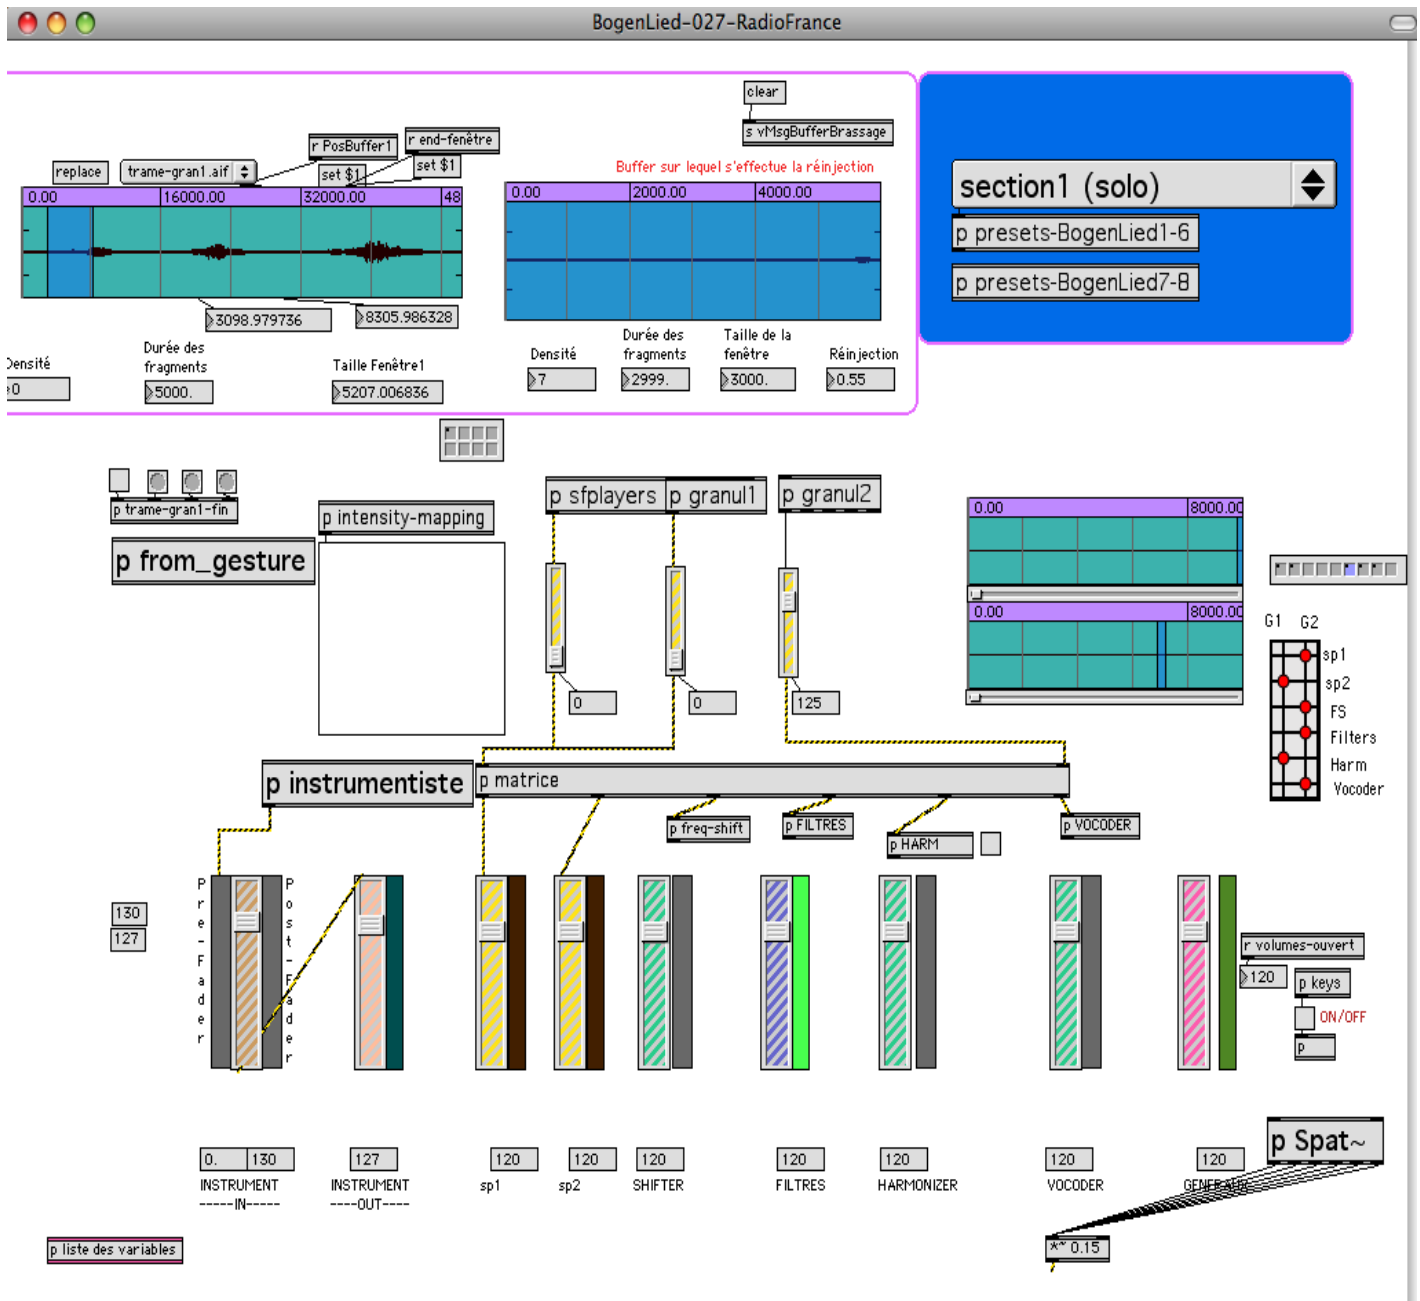 BogenLied-027-RadioFrance
clear
s vMsgBufferBrassage
r PosBuffer1
r end-fenêtre
replace
trame-gran1.aif
set $1
set $1
Buffer sur lequel s'effectue la réinjection
0.00 16000.00 32000.00 48
0.00 2000.00 4000.00
section1 (solo)
p presets-BogenLied1-6
p presets-BogenLied7-8
3098.979736
8305.986328
Densité
0
Durée des
fragments
5000.
Taille Fenêtre1
5207.006836
Densité
7
Durée des
fragments
2999.
Taille de la
fenêtre
3000.
Réinjection
0.55
p trame-gran1-fin
p from_gesture
p intensity-mapping
p sfplayers
p granul1
p granul2
0
0
125
0.00 8000.00
0.00 8000.00
G1 G2
sp1
sp2
FS
Filters
Harm
Vocoder
p instrumentiste
p matrice
p freq-shift
p FILTRES
p HARM
p VOCODER
130
127
Pre-Fader
Post-Fader
r volumes-ouvert
120
p keys
ON/OFF
p
p Spat~
0. 130
INSTRUMENT
-----IN-----
127
INSTRUMENT
----OUT----
120
sp1
120
sp2
120
SHIFTER
120
FILTRES
120
HARMONIZER
120
VOCODER
120
GENERAUX
*~ 0.15
p liste des variables